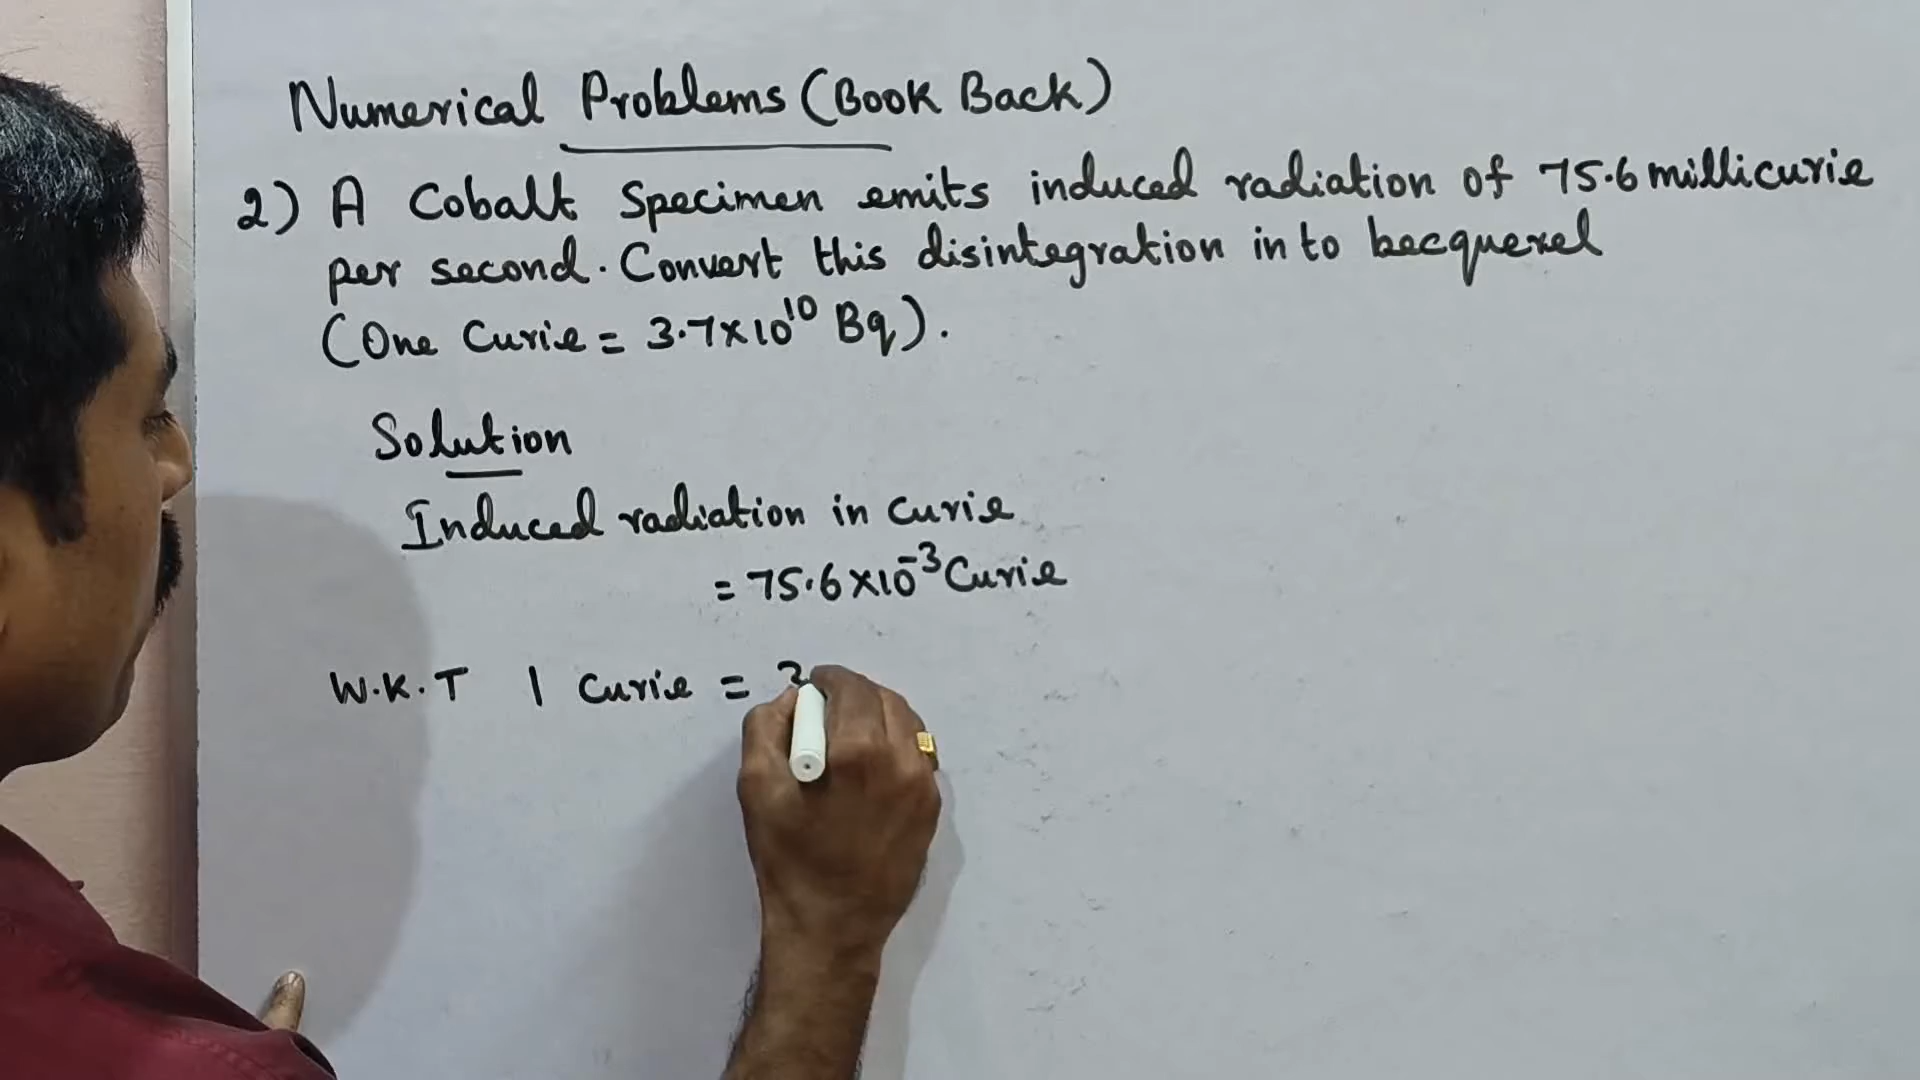 Numerical Problems (Book Back)
2) A Cobalt Specimen emits induced radiation of 75.6 millicurie
per second. Convert this disintegration in to becquerel
(One Curie = 3.7×10¹⁰ Bq).
Solution
Induced radiation in curie
= 75.6×10⁻³ Curie
W.K.T 1 Curie = 3